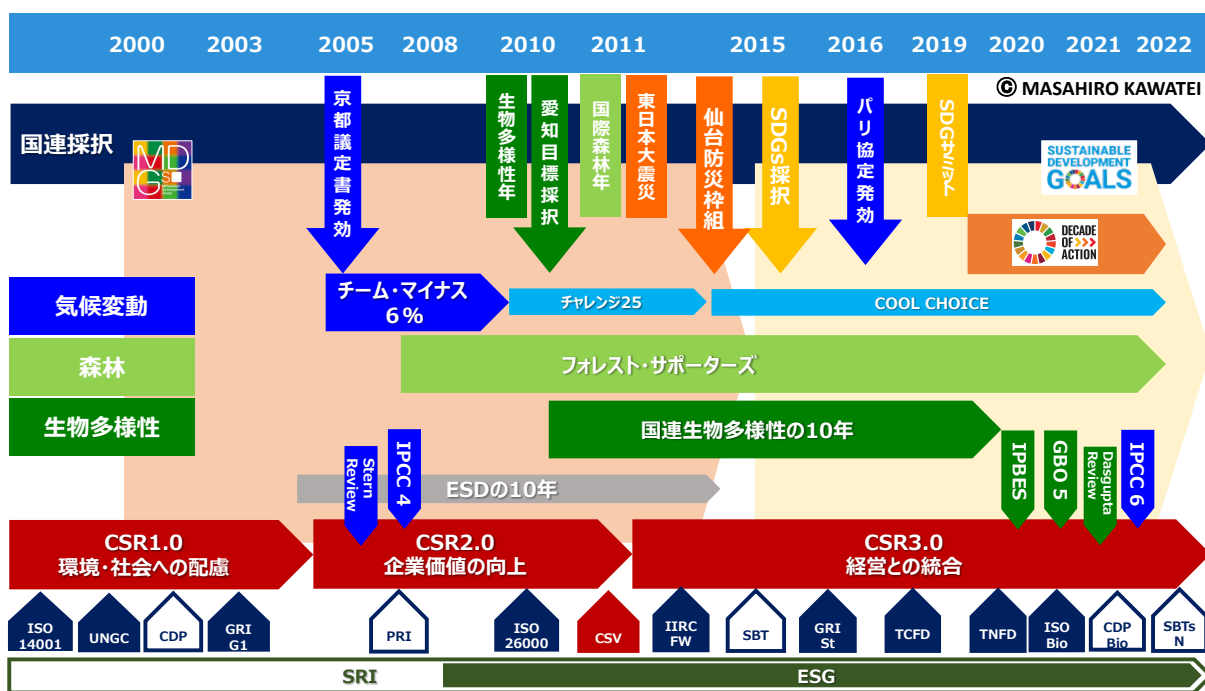 2000 2003 2005 2008 2010 2011 2015 2016 2019 2020 2021 2022
© MASAHIRO KAWATEI
国連採択
MDGs
京都議定書発効
生物多様性年
愛知目標採択
国際森林年
東日本大震災
仙台防災枠組
SDGs採択
パリ協定発効
SDGサミット
SUSTAINABLE
DEVELOPMENT
GOALS
DECADE
OF >>>
ACTION
気候変動
チーム・マイナス
6%
チャレンジ25
COOL CHOICE
森林
フォレスト・サポーターズ
生物多様性
国連生物多様性の10年
Stern
Review
IPCC 4
ESDの10年
IPBES
GBO 5
Dasgupta
Review
IPCC 6
CSR1.0
環境・社会への配慮
CSR2.0
企業価値の向上
CSR3.0
経営との統合
ISO
14001
UNGC
CDP
GRI
G1
PRI
ISO
26000
CSV
IIRC
FW
SBT
GRI
St
TCFD
TNFD
ISO
Bio
CDP
Bio
SBTs
N
SRI
ESG